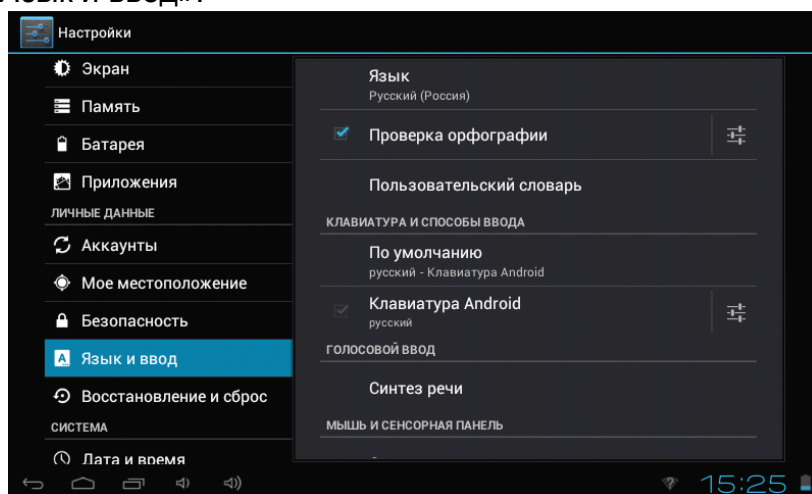 Язык и ввод».
Настройки
Экран
Память
Батарея
Приложения
ЛИЧНЫЕ ДАННЫЕ
Аккаунты
Мое местоположение
Безопасность
Язык и ввод
Восстановление и сброс
СИСТЕМА
Дата и время
Язык
Русский (Россия)
Проверка орфографии
Пользовательский словарь
КЛАВИАТУРА И СПОСОБЫ ВВОДА
По умолчанию
русский - Клавиатура Android
Клавиатура Android
русский
ГОЛОСОВОЙ ВВОД
Синтез речи
МЫШЬ И СЕНСОРНАЯ ПАНЕЛЬ
15:25